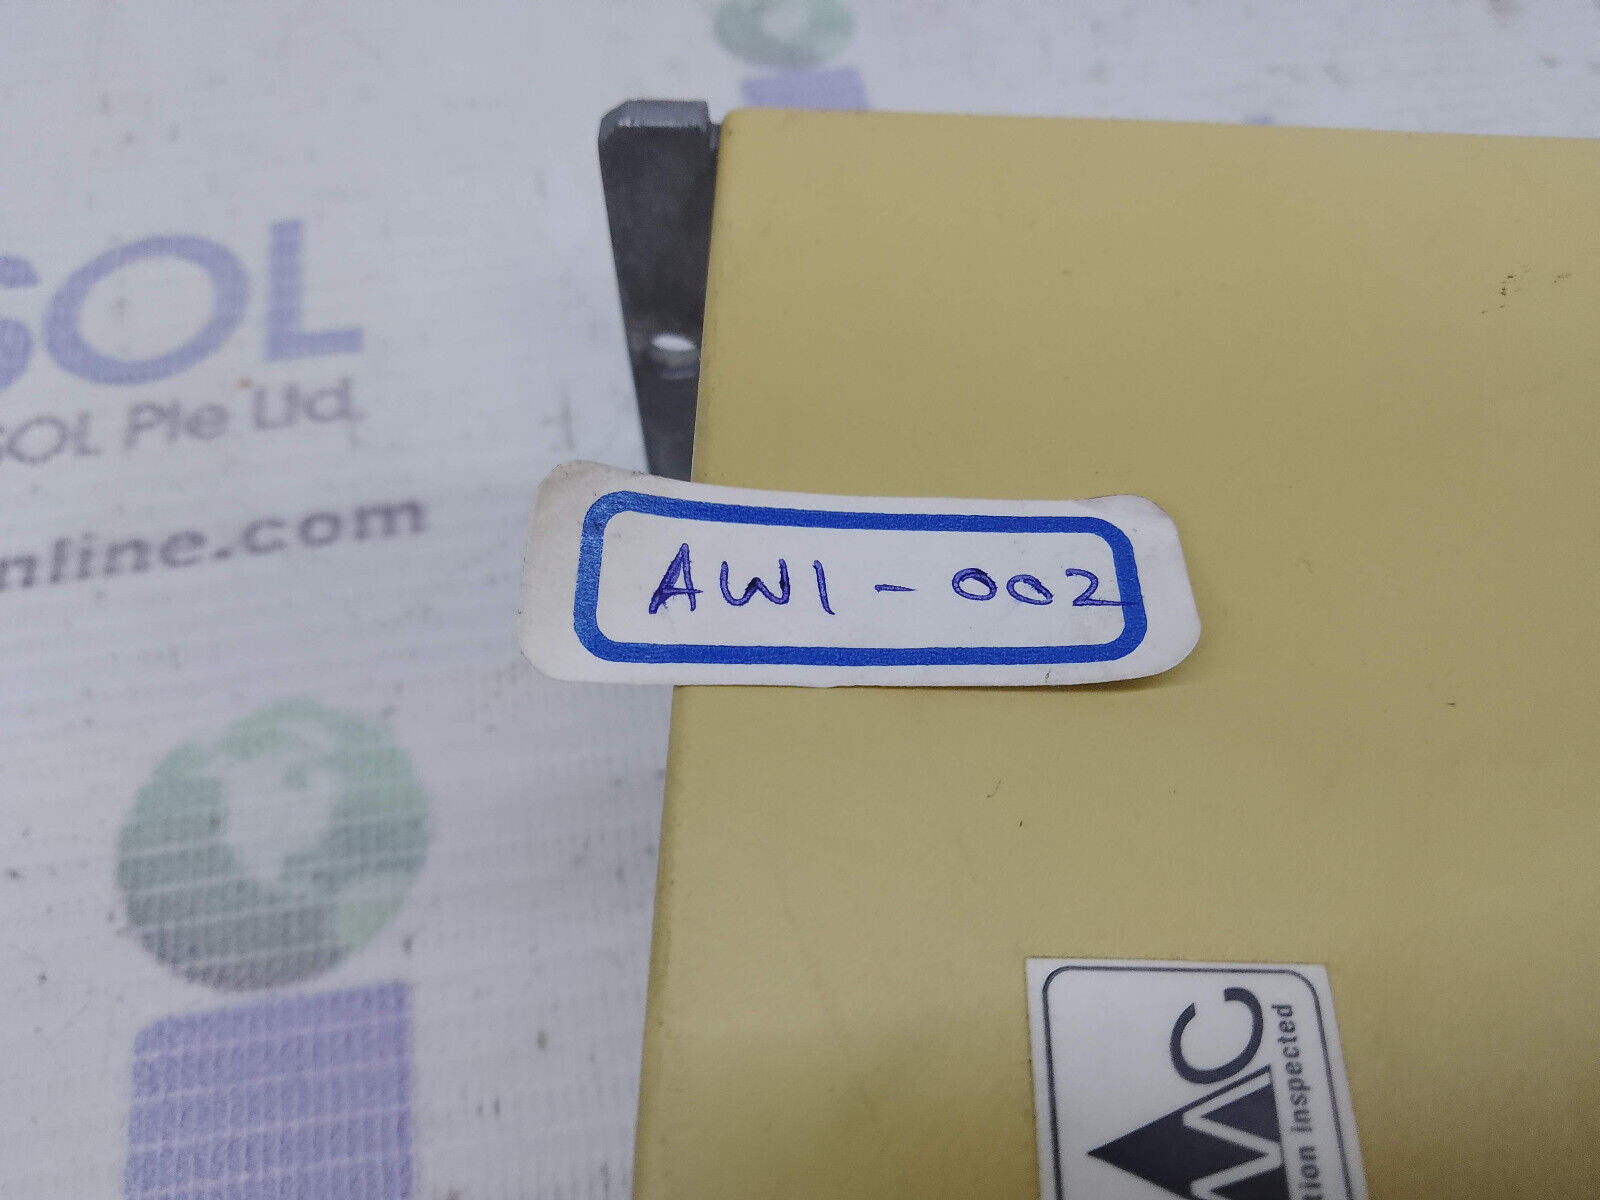 SOL
SOL Pte Ltd.
nline.com
AW1-002
MC
tion Inspected